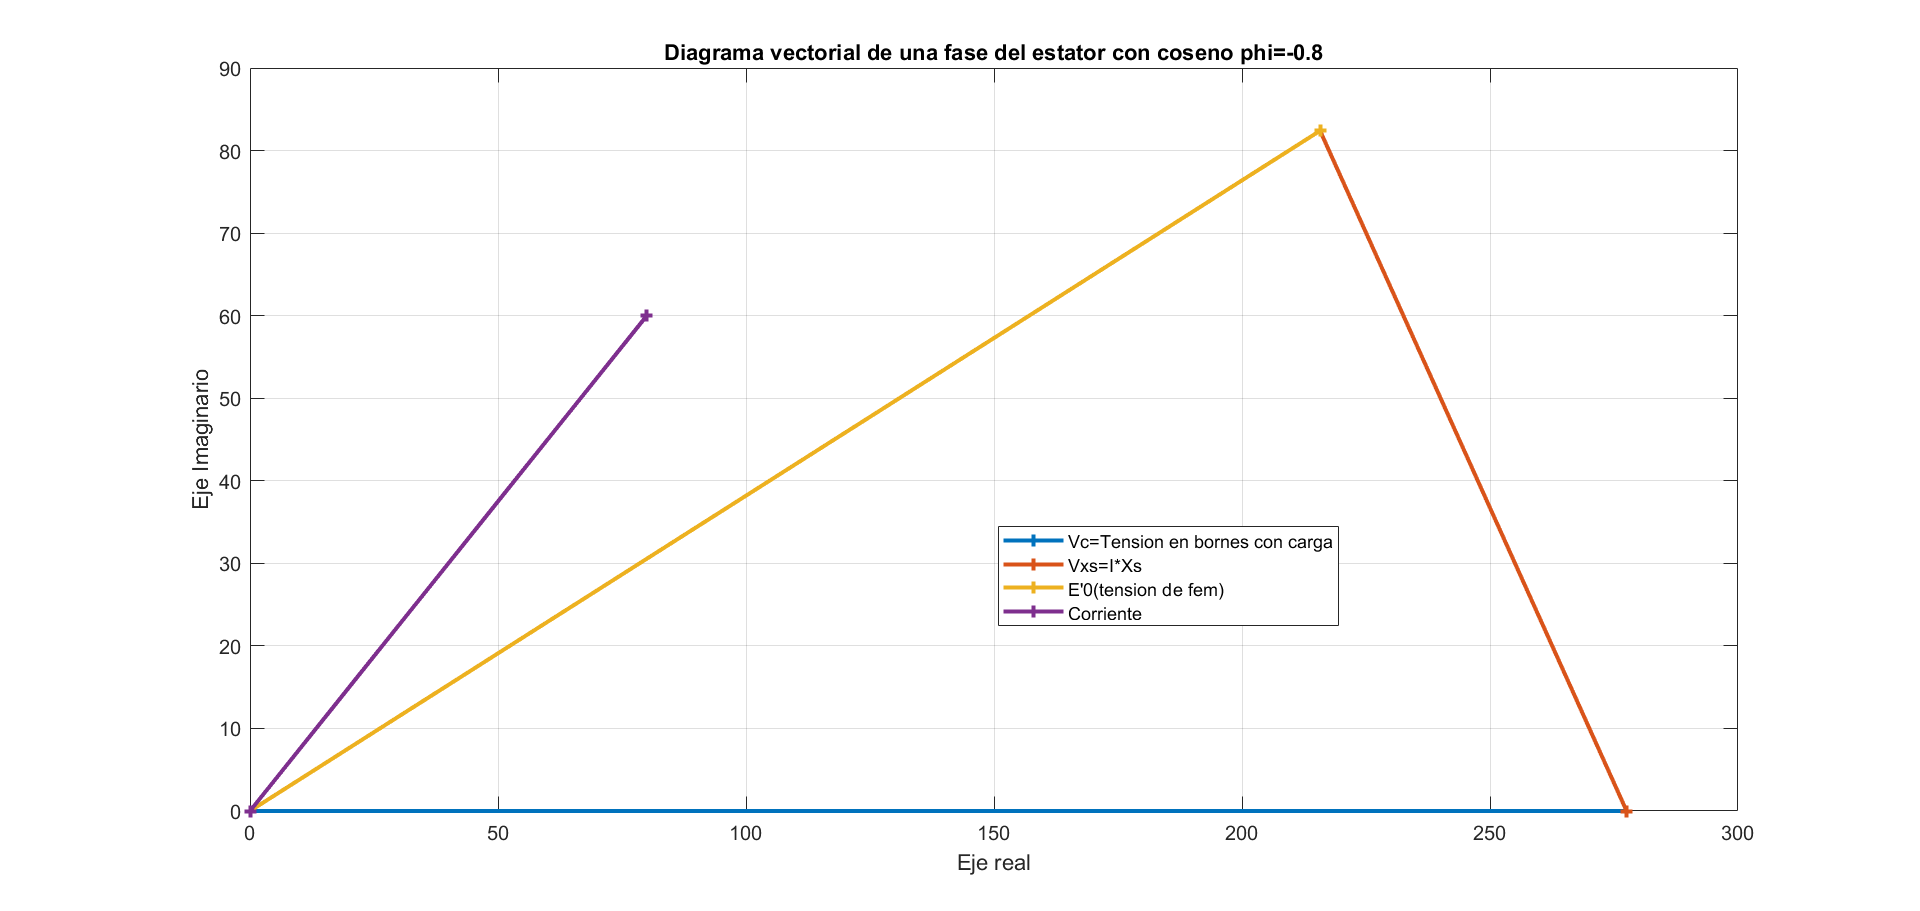 Diagrama vectorial de una fase del estator con coseno phi=-0.8
90
80
70
60
50
40
30
20
10
0
Eje Imaginario
Vc=Tension en bornes con carga
Vxs=I*Xs
E'0(tension de fem)
Corriente
0 50 100 150 200 250 300
Eje real